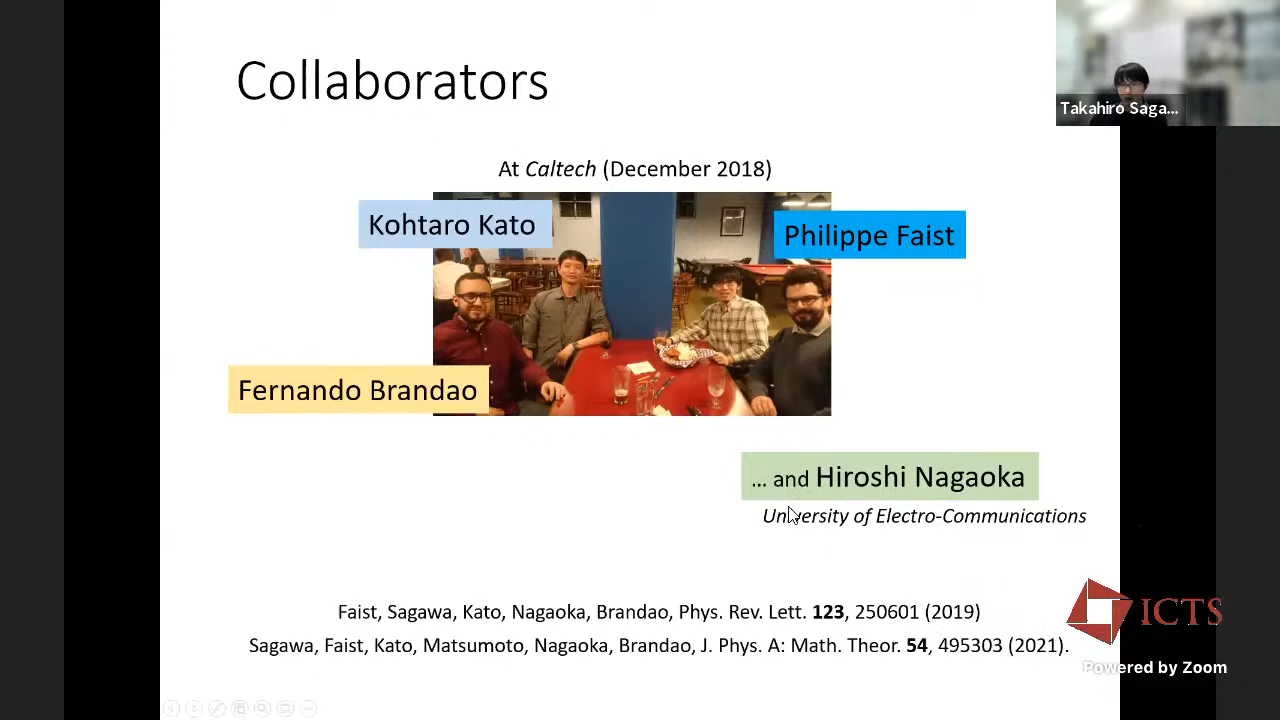 Collaborators
Takahiro Saga...
At Caltech (December 2018)
Kohtaro Kato
Philippe Faist
Fernando Brandao
... and Hiroshi Nagaoka
University of Electro-Communications
Faist, Sagawa, Kato, Nagaoka, Brandao, Phys. Rev. Lett. 123, 250601 (2019)
Sagawa, Faist, Kato, Matsumoto, Nagaoka, Brandao, J. Phys. A: Math. Theor. 54, 495303 (2021).
ICTS
Powered by Zoom